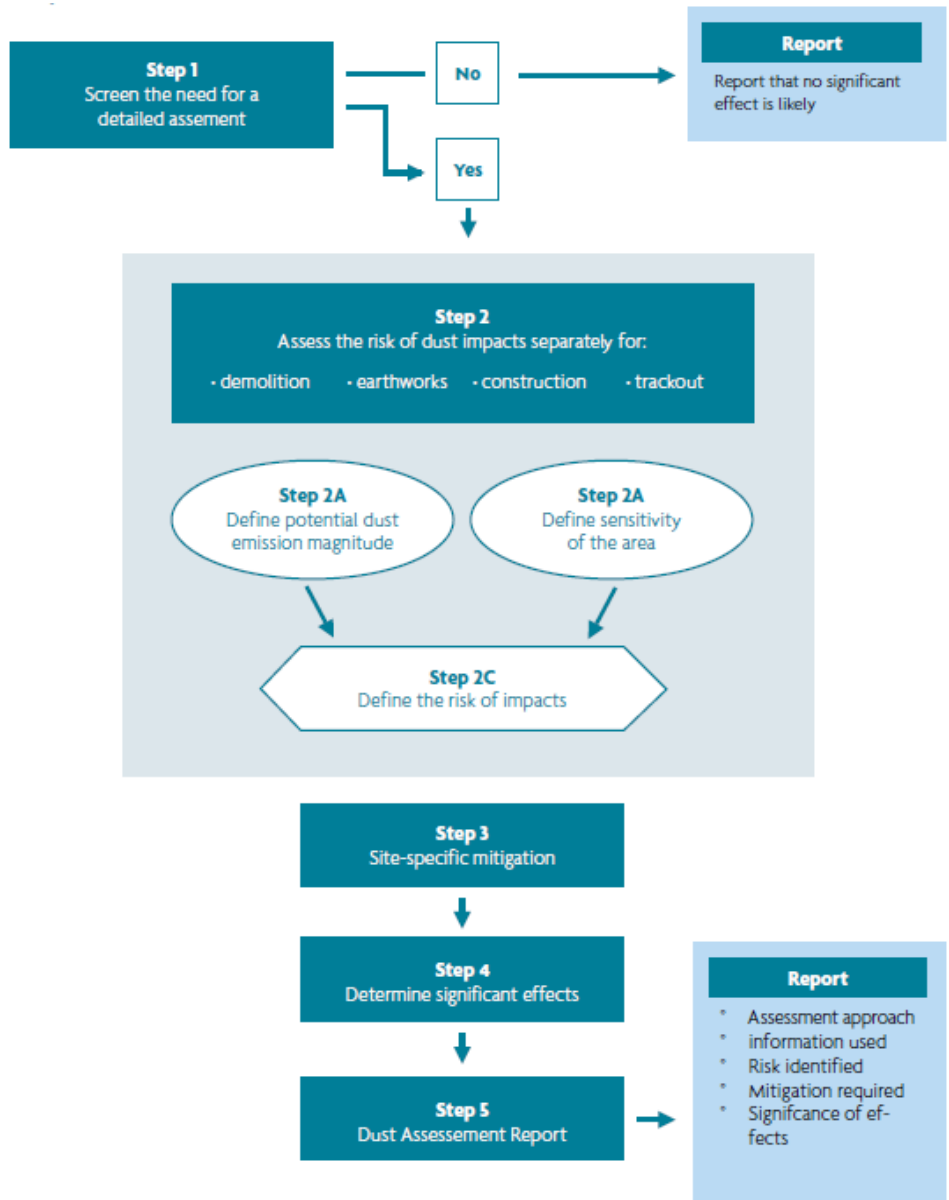 Step 1
Screen the need for a
detailed assement
No
Yes
Report
Report that no significant
effect is likely
Step 2
Assess the risk of dust impacts separately for:
· demolition · earthworks · construction · trackout
Step 2A
Define potential dust
emission magnitude
Step 2A
Define sensitivity
of the area
Step 2C
Define the risk of impacts
Step 3
Site-specific mitigation
Step 4
Determine significant effects
Step 5
Dust Assessement Report
Report
° Assessment approach
° information used
° Risk identified
° Mitigation required
° Signifcance of ef-
fects